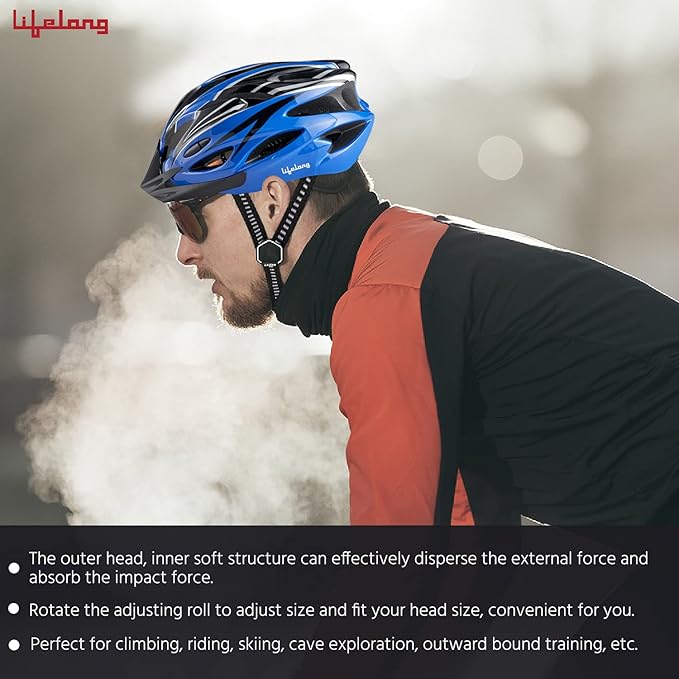 Lifelong
lifelong
The outer head, inner soft structure can effectively disperse the external force and
absorb the impact force.
Rotate the adjusting roll to adjust size and fit your head size, convenient for you.
Perfect for climbing, riding, skiing, cave exploration, outward bound training, etc.